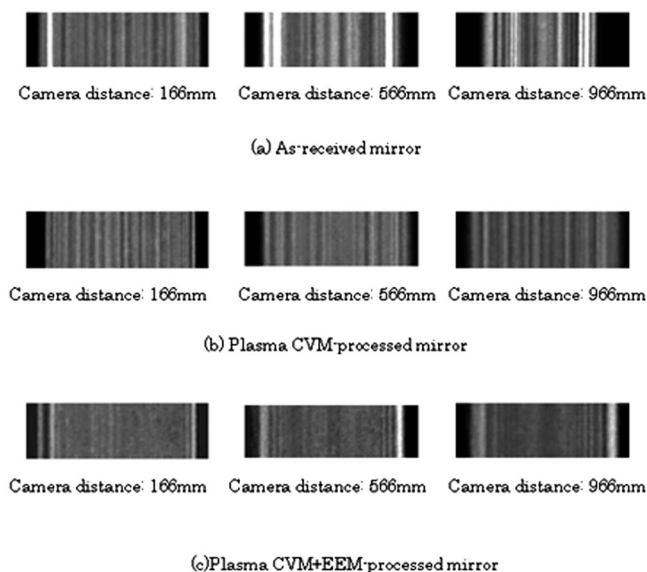 Camera distance: 166mm Camera distance: 566mm Camera distance: 966mm
(a) As-received mirror
Camera distance: 166mm Camera distance: 566mm Camera distance: 966mm
(b) Plasma CVM-processed mirror
Camera distance: 166mm Camera distance: 566mm Camera distance: 966mm
(c)Plasma CVM+EEM-processed mirror